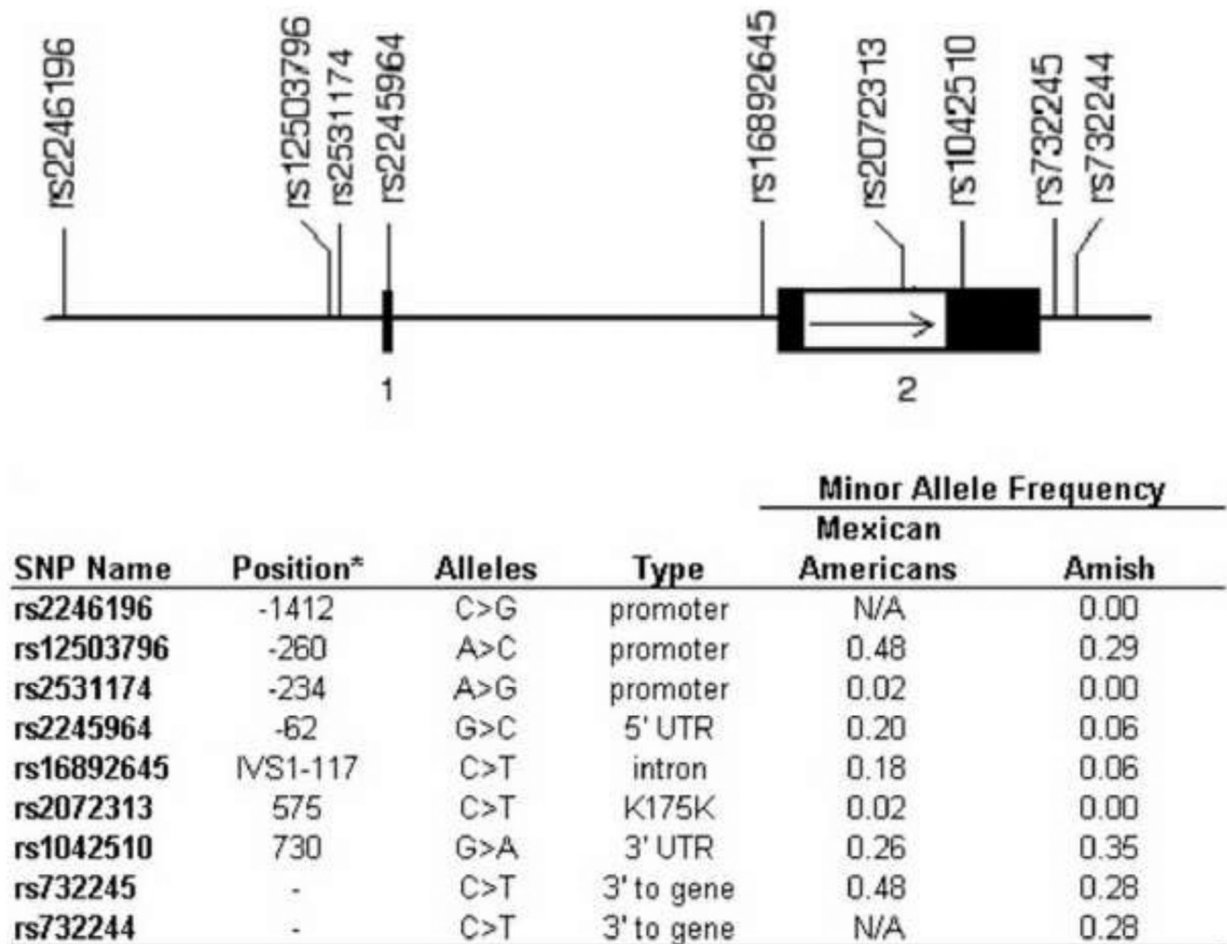 rs2246196
rs12503796
rs2531174
rs2245964
rs16892645
rs2072313
rs1042510
rs732245
rs732244
1
2
Minor Allele Frequency
Mexican
SNP Name Position* Alleles Type Americans Amish
rs2246196 -1412 C>G promoter N/A 0.00
rs12503796 -260 A>C promoter 0.48 0.29
rs2531174 -234 A>G promoter 0.02 0.00
rs2245964 -62 G>C 5' UTR 0.20 0.06
rs16892645 IVS1-117 C>T intron 0.18 0.06
rs2072313 575 C>T K175K 0.02 0.00
rs1042510 730 G>A 3' UTR 0.26 0.35
rs732245 - C>T 3' to gene 0.48 0.28
rs732244 - C>T 3' to gene N/A 0.28